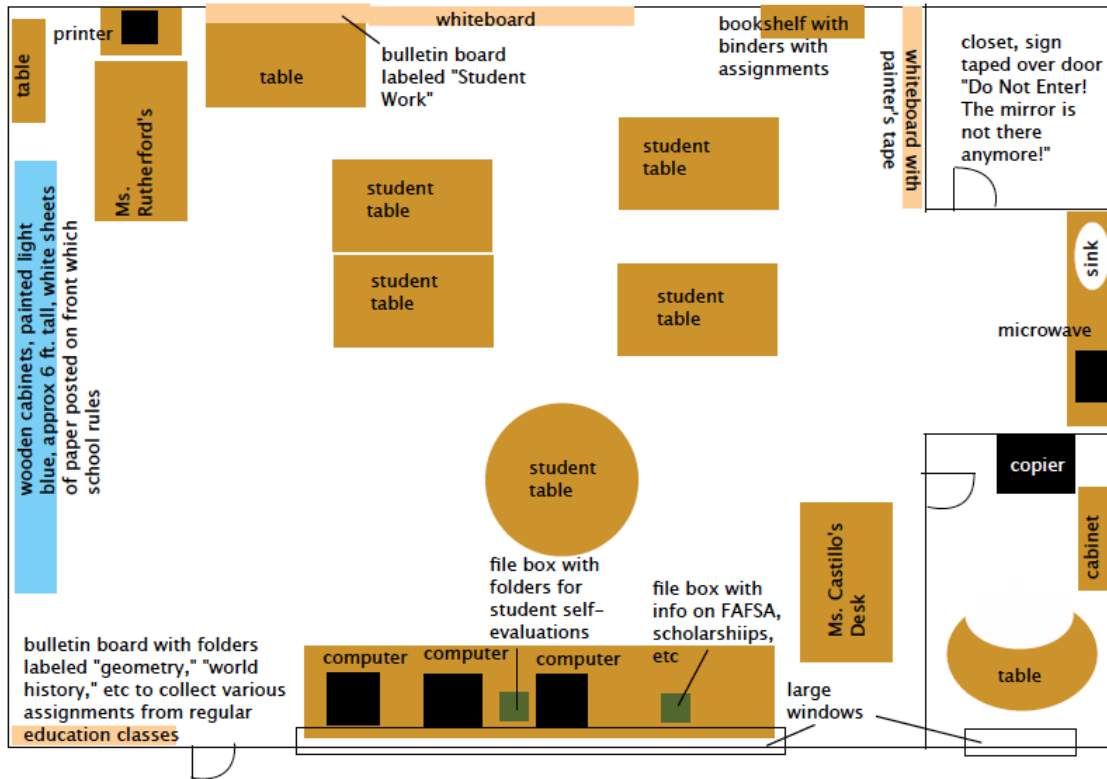 printer
table
Ms.
Rutherford's
table
bulletin board
labeled "Student
Work"
whiteboard
bookshelf with
binders with
assignments
whiteboard with
painter's tape
closet, sign
taped over door
"Do Not Enter!
The mirror is
not there
anymore!"
wooden cabinets, painted light
blue, approx 6 ft. tall, white sheets
of paper posted on front which
school rules
student
table
student
table
student
table
student
table
sink
microwave
student
table
copier
cabinet
Ms. Castillo's
Desk
table
file box with
folders for
student self-
evaluations
file box with
info on FAFSA,
scholarshiips,
etc
bulletin board with folders
labeled "geometry," "world
history," etc to collect various
assignments from regular
education classes
computer
computer
computer
large
windows